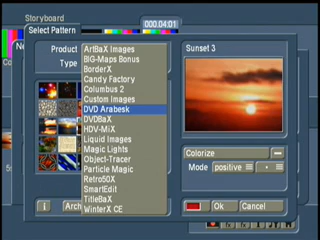 Storyboard
000.04:01
Select Pattern
Product
Type
ArtBaX Images
BIG-Maps Bonus
BorderX
Candy Factory
Columbus 2
Custom Images
DVD Arabesk
DVDBaX
HDV-MiX
Liquid Images
Magic Lights
Object-Tracer
Particle Magic
Retro50X
SmartEdit
TitleBaX
WinterX CE
Sunset 3
Colorize
Mode
positive
i
Arch
Ok
Cancel